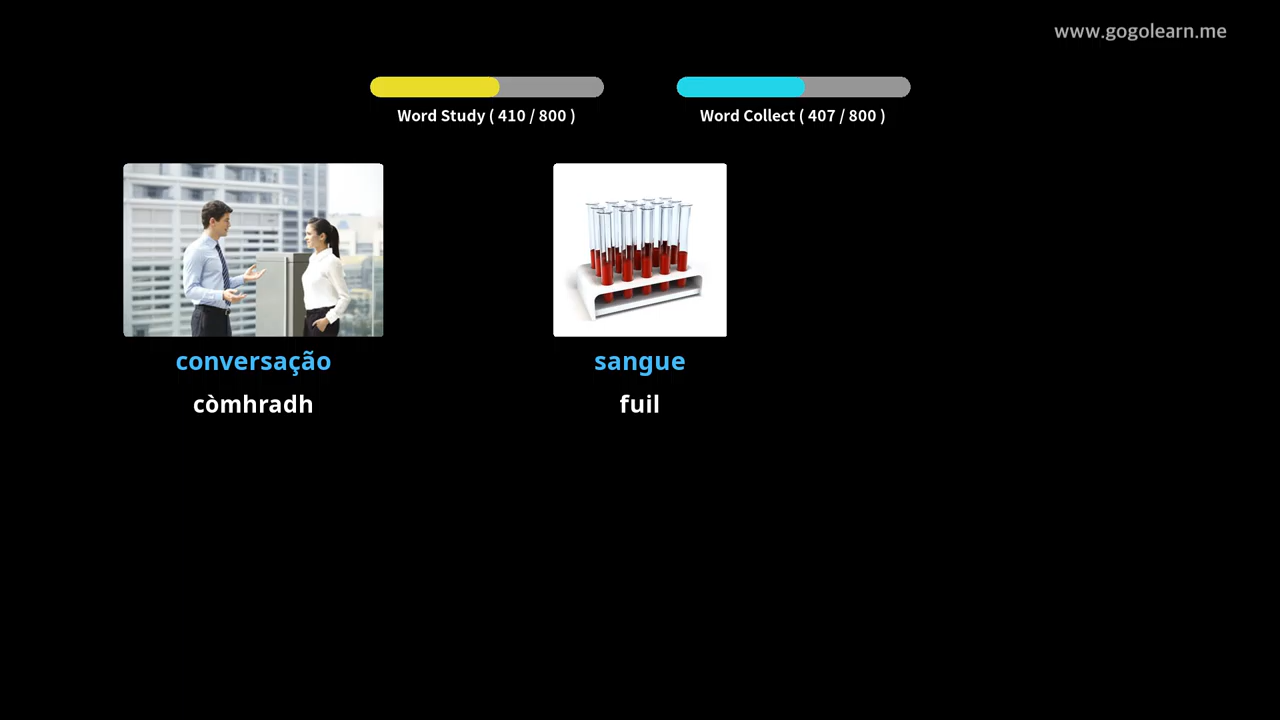 www.gogolearn.me
Word Study ( 410 / 800 )
Word Collect ( 407 / 800 )
conversação
sangue
còmhradh
fuil